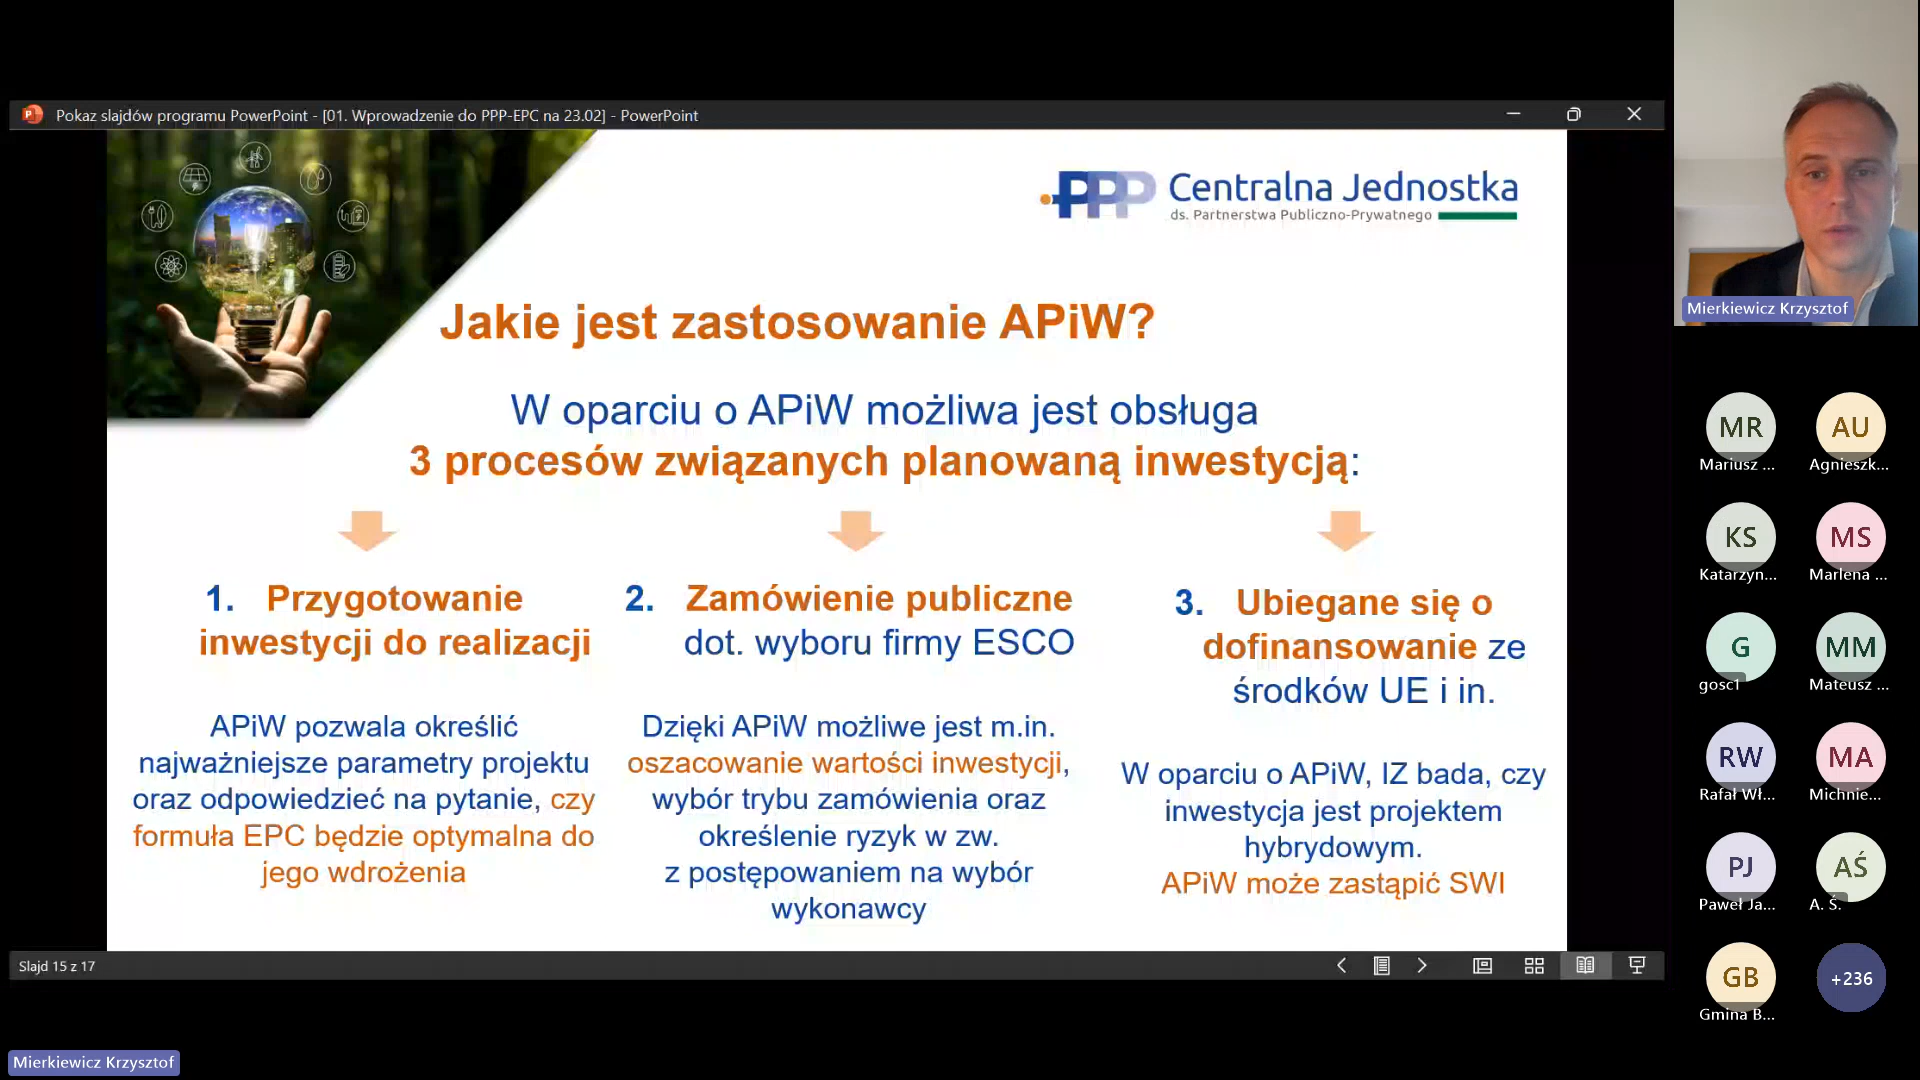 Pokaz slajdów programu PowerPoint - [01. Wprowadzenie do PPP-EPC na 23.02] - PowerPoint
PPP Centralna Jednostka
ds. Partnerstwa Publiczno-Prywatnego
Jakie jest zastosowanie APiW?
W oparciu o APiW możliwa jest obsługa
3 procesów związanych planowaną inwestycją:
1. Przygotowanie
inwestycji do realizacji
APiW pozwala określić
najważniejsze parametry projektu
oraz odpowiedzieć na pytanie, czy
formuła EPC będzie optymalna do
jego wdrożenia
2. Zamówienie publiczne
dot. wyboru firmy ESCO
Dzięki APiW możliwe jest m.in.
oszacowanie wartości inwestycji,
wybór trybu zamówienia oraz
określenie ryzyk w zw.
z postępowaniem na wybór
wykonawcy
3. Ubiegane się o
dofinansowanie ze
środków UE i in.
W oparciu o APiW, IZ bada, czy
inwestycja jest projektem
hybrydowym.
APiW może zastąpić SWI
Slajd 15 z 17
Mierkiewicz Krzysztof
Mierkiewicz Krzysztof
MR
Mariusz ...
AU
Agnieszk...
KS
Katarzyn...
MS
Marlena ...
G
gosc1
MM
Mateusz ...
RW
Rafał Wł...
MA
Michnie...
PJ
Paweł Ja...
AŚ
A. Ś.
GB
Gmina B...
+236